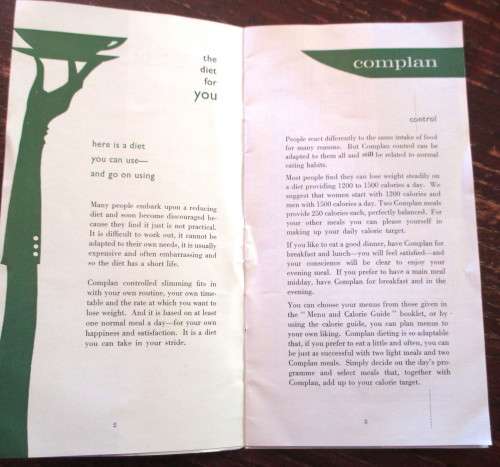 the
diet
for
you
here is a diet
you can use—
and go on using
Many people embark upon a reducing
diet and soon become discouraged be-
cause they find it just is not practical.
It is difficult to work out, it cannot be
adapted to their own needs, it is usually
expensive and often embarrassing and
so the diet has a short life.
Complan controlled slimming fits in
with your own routine, your own time-
table and the rate at which you want to
lose weight. And it is based on at least
one normal meal a day—for your own
happiness and satisfaction. It is a diet
you can take in your stride.
2
complan
control
People react differently to the same intake of food
for many reasons. But Complan control can be
adapted to them all and still be related to normal
eating habits.
Most people find they can lose weight steadily on
a diet providing 1200 to 1500 calories a day. We
suggest that women start with 1200 calories and
men with 1500 calories a day. Two Complan meals
provide 250 calories each, perfectly balanced. For
your other meals you can please yourself in
making up your daily calorie target.
If you like to eat a good dinner, have Complan for
breakfast and lunch—you will feel satisfied—and
your conscience will be clear to enjoy your
evening meal. If you prefer to have a main meal
midday, have Complan for breakfast and in the
evening.
You can choose your menus from those given in
the "Menu and Calorie Guide" booklet, or by
using the calorie guide, you can plan menus to
your own liking. Complan dieting is so adaptable
that, if you prefer to eat a little and often, you can
be just as successful with two light meals and two
Complan meals. Simply decide on the day's pro-
gramme and select meals that, together with
Complan, add up to your calorie target.
3